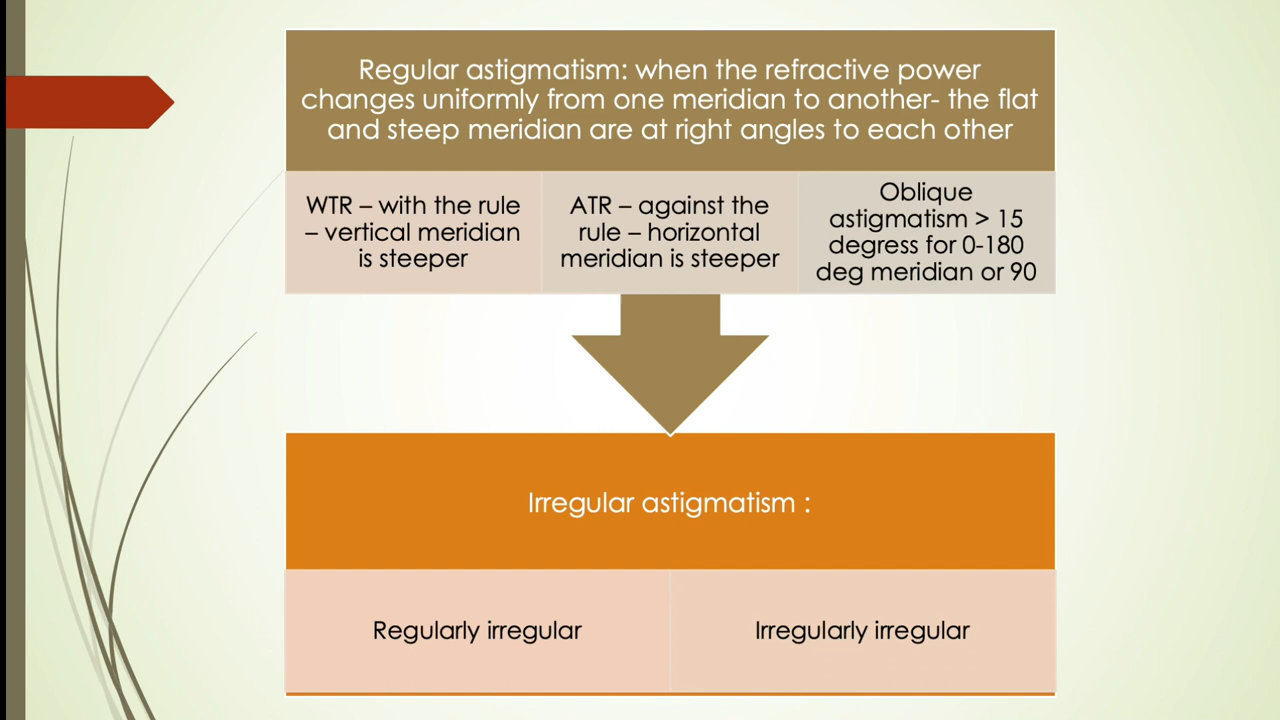 Regular astigmatism: when the refractive power
changes uniformly from one meridian to another- the flat
and steep meridian are at right angles to each other
WTR – with the rule
– vertical meridian
is steeper
ATR – against the
rule – horizontal
meridian is steeper
Oblique
astigmatism > 15
degress for 0-180
deg meridian or 90
Irregular astigmatism :
Regularly irregular
Irregularly irregular